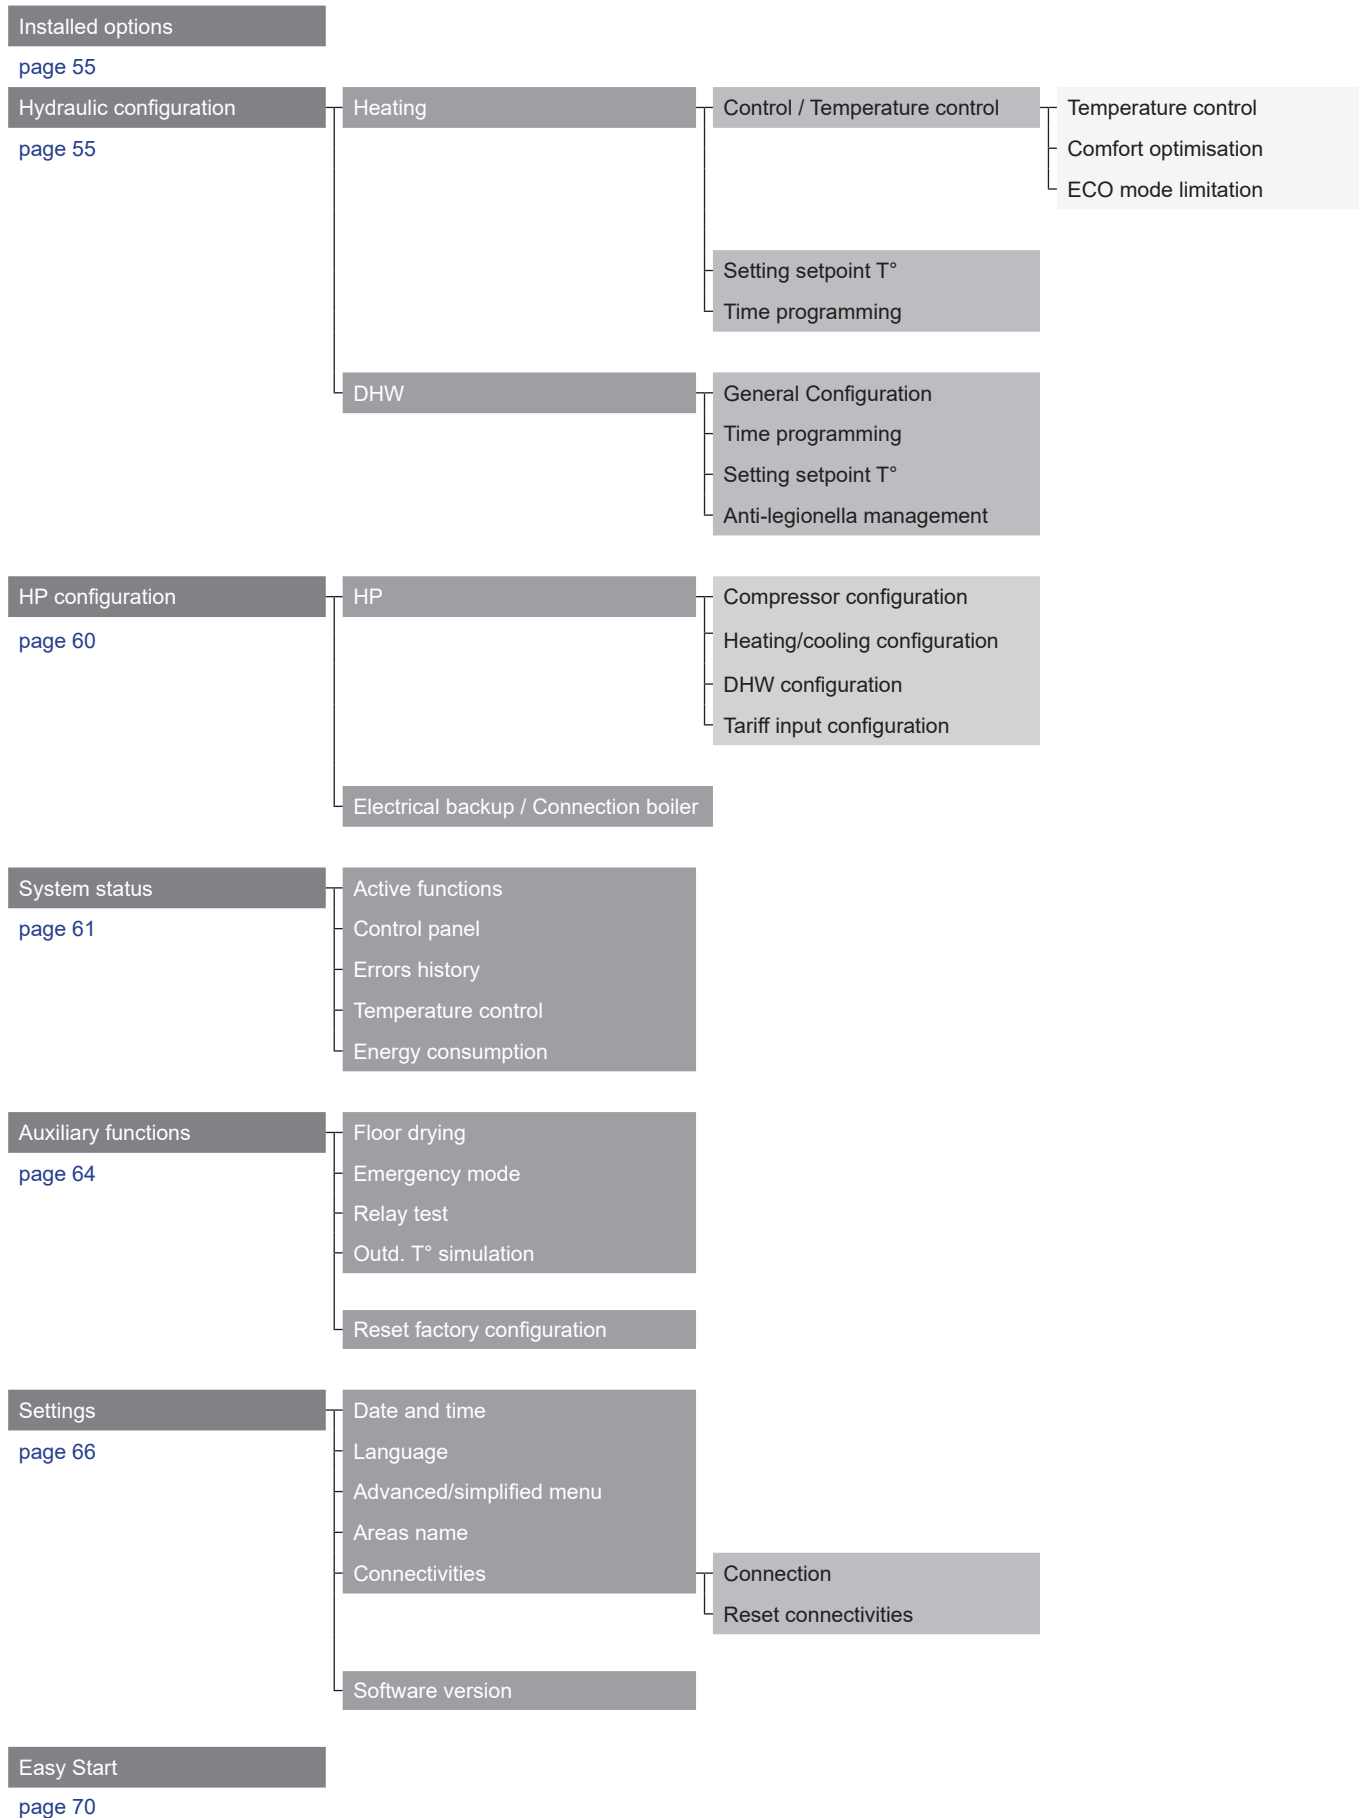 Installed options
page 55
Hydraulic configuration
Heating
Control / Temperature control
Temperature control
page 55
Comfort optimisation
ECO mode limitation
Setting setpoint T°
Time programming
DHW
General Configuration
Time programming
Setting setpoint T°
Anti-legionella management
HP configuration
HP
Compressor configuration
page 60
Heating/cooling configuration
DHW configuration
Tariff input configuration
Electrical backup / Connection boiler
System status
Active functions
page 61
Control panel
Errors history
Temperature control
Energy consumption
Auxiliary functions
Floor drying
page 64
Emergency mode
Relay test
Outd. T° simulation
Reset factory configuration
Settings
Date and time
page 66
Language
Advanced/simplified menu
Areas name
Connectivities
Connection
Reset connectivities
Software version
Easy Start
page 70